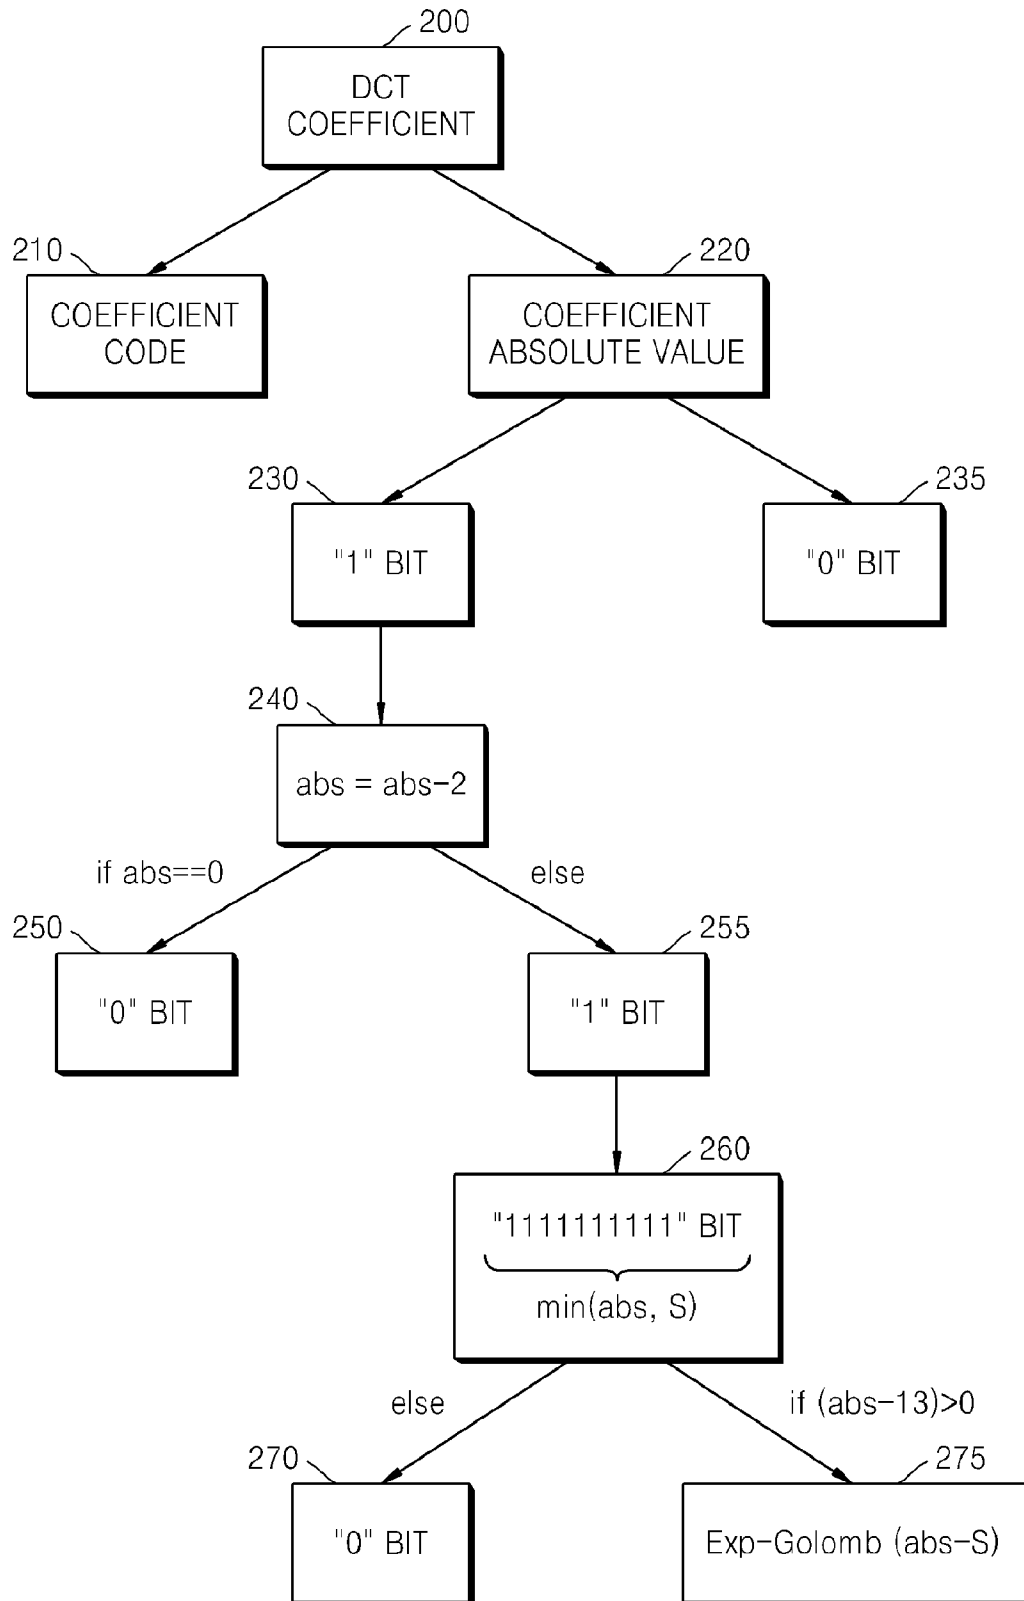 200
DCT
COEFFICIENT
210
COEFFICIENT
CODE
220
COEFFICIENT
ABSOLUTE VALUE
230
"1" BIT
235
"0" BIT
240
abs = abs-2
if abs==0
else
250
"0" BIT
255
"1" BIT
260
"1111111111" BIT
min(abs, S)
else
if (abs-13)>0
270
"0" BIT
275
Exp-Golomb (abs-S)